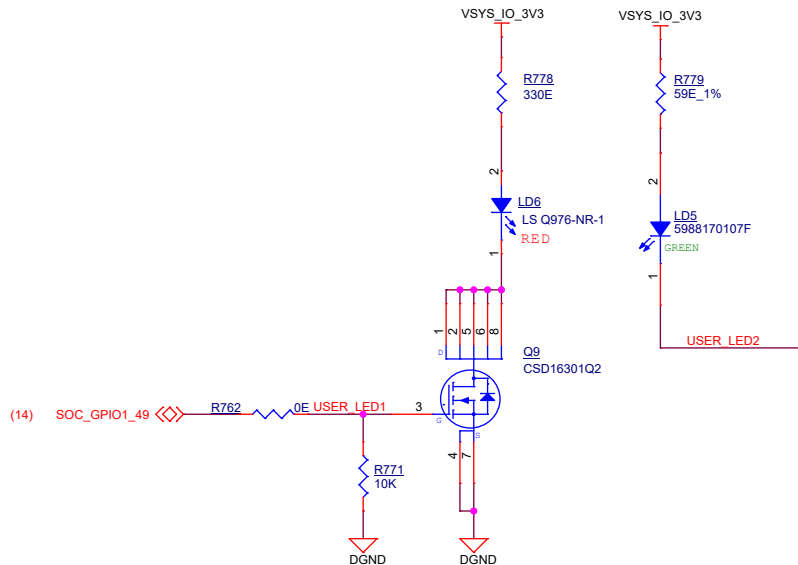 VSYS_IO_3V3
VSYS_IO_3V3
R778
330E
R779
59E_1%
2
2
LD6
LS Q976-NR-1
RED
LD5
5988170107F
GREEN
1
1
1
2
5
6
8
USER_LED2
D
Q9
CSD16301Q2
(14)
SOC_GPIO1_49
R762
0E
USER_LED1
3
G
S
4
7
R771
10K
DGND
DGND